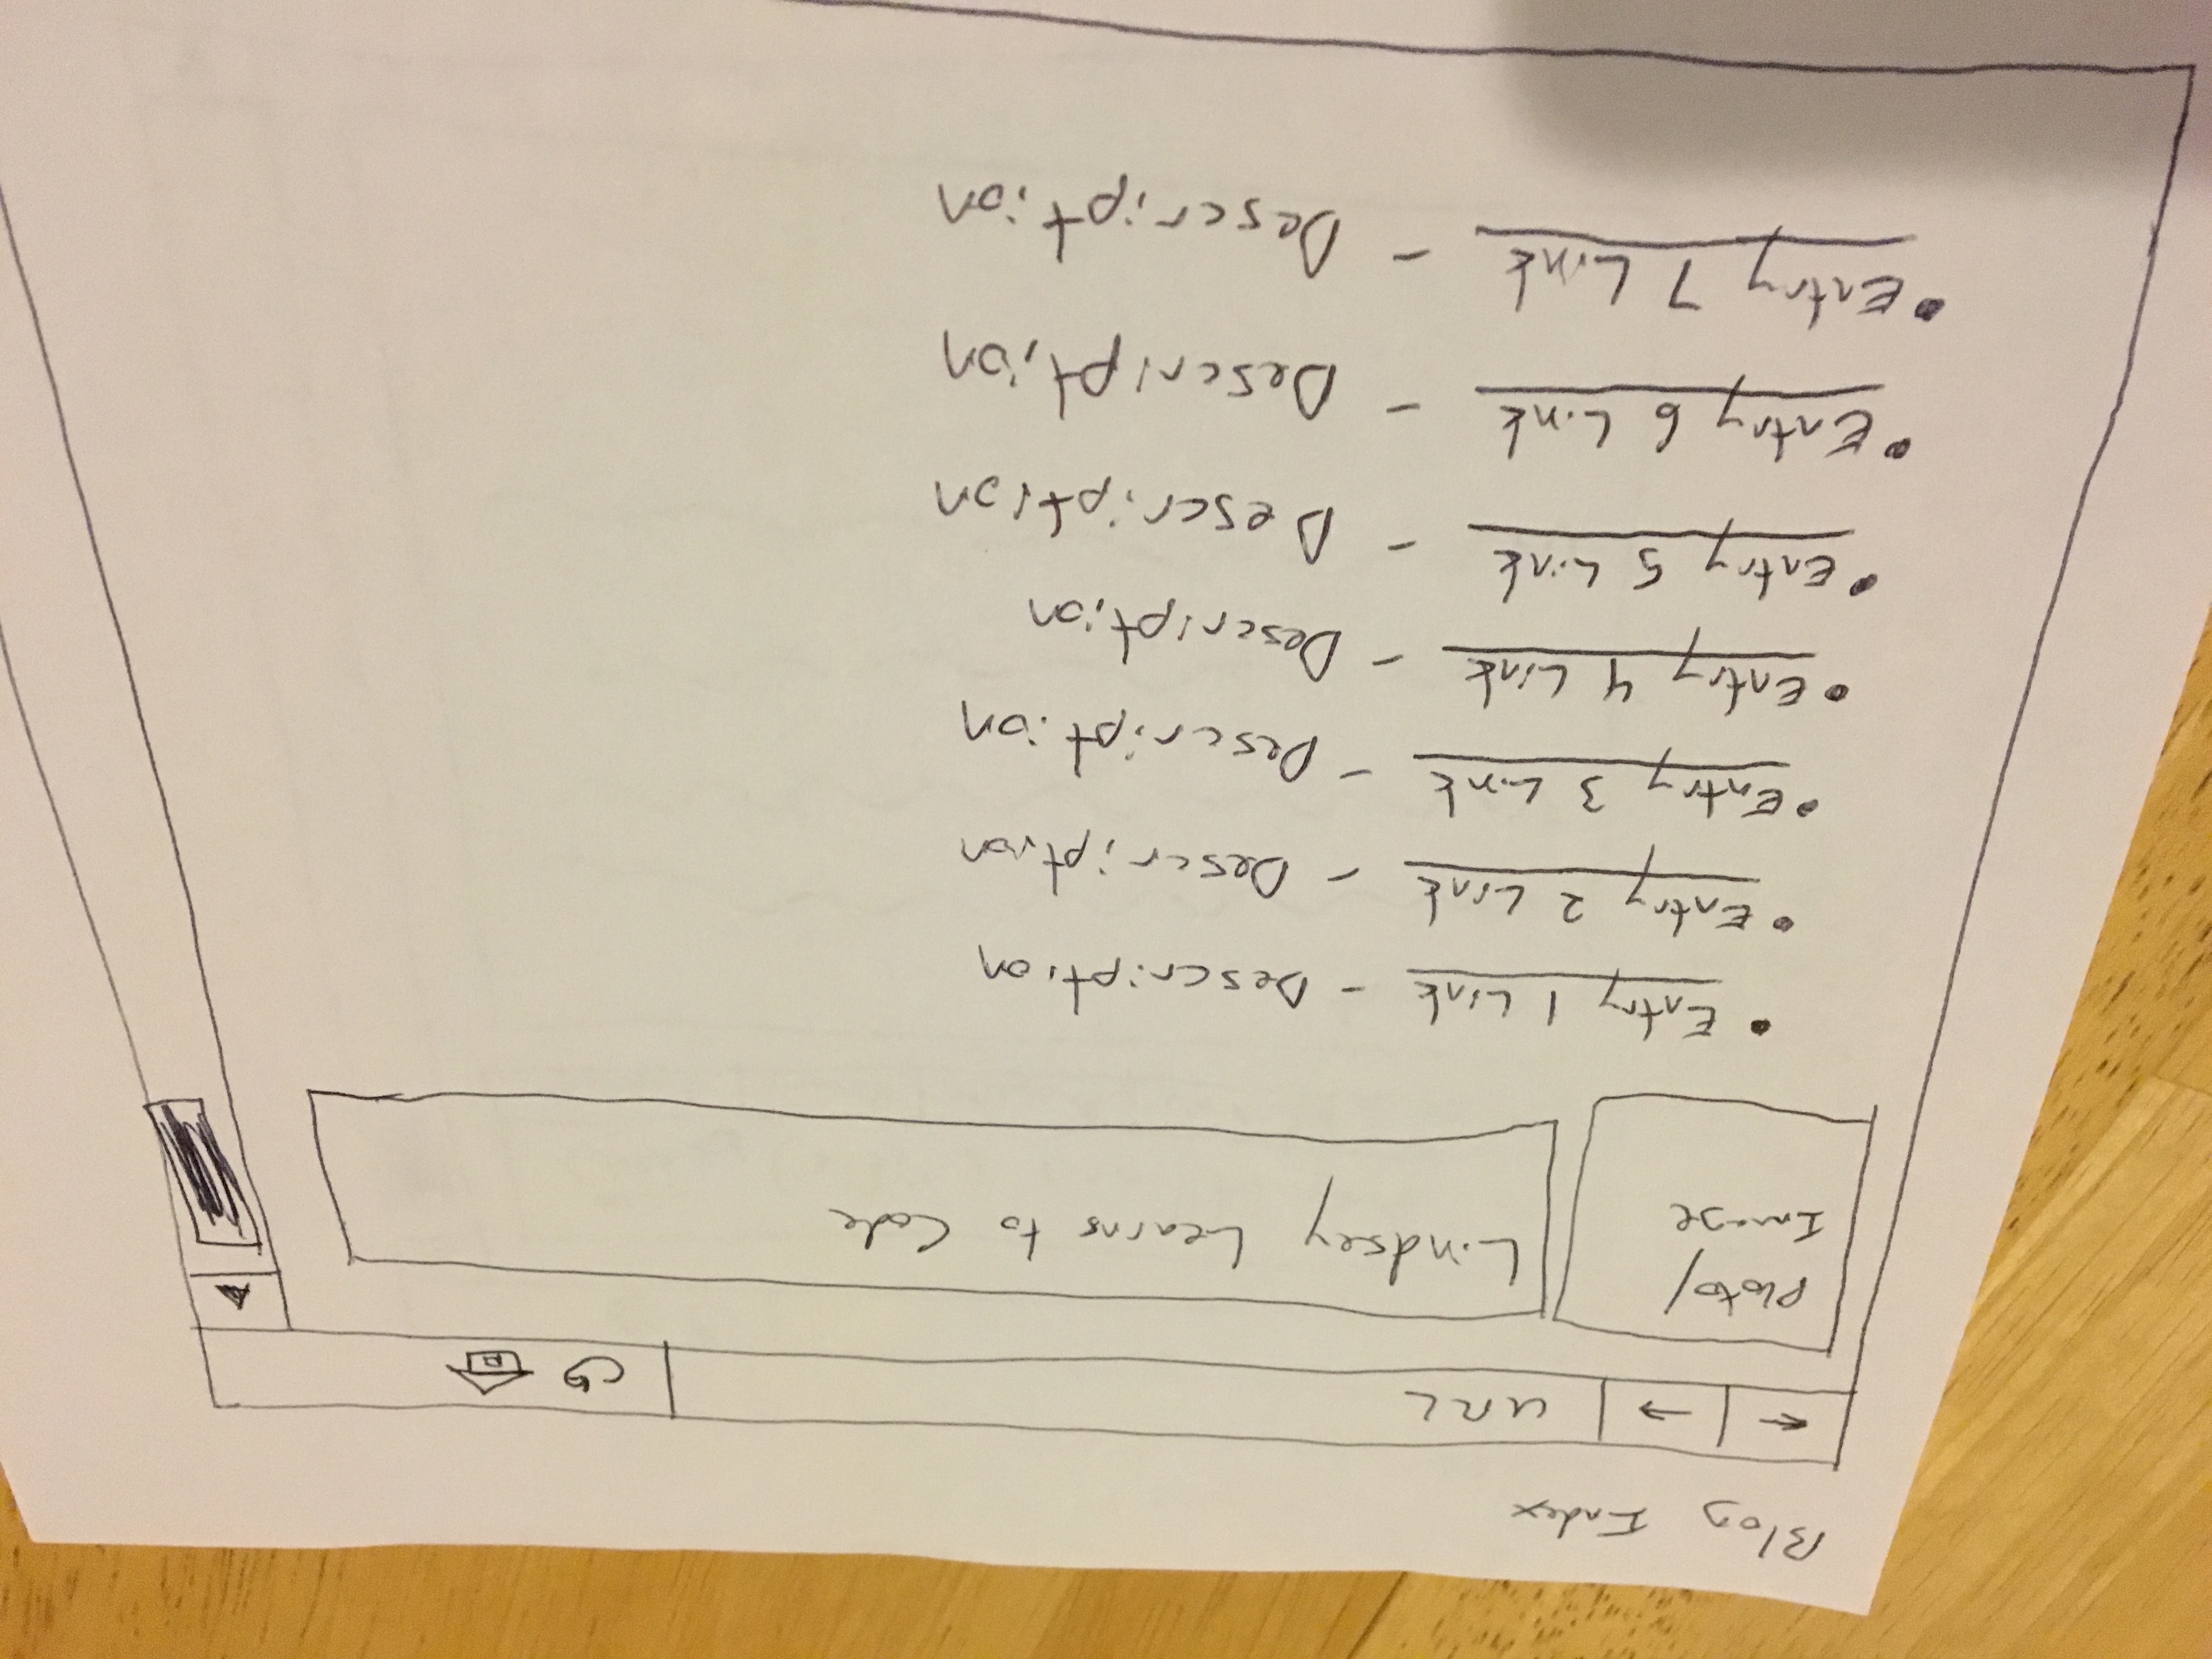 Blog Index
URL
Photo/
Image
Lindsey Learns to Code
• Entry 1 Link - Description
• Entry 2 Link - Description
• Entry 3 Link - Description
• Entry 4 Link - Description
• Entry 5 Link - Description
• Entry 6 Link - Description
• Entry 7 Link - Description